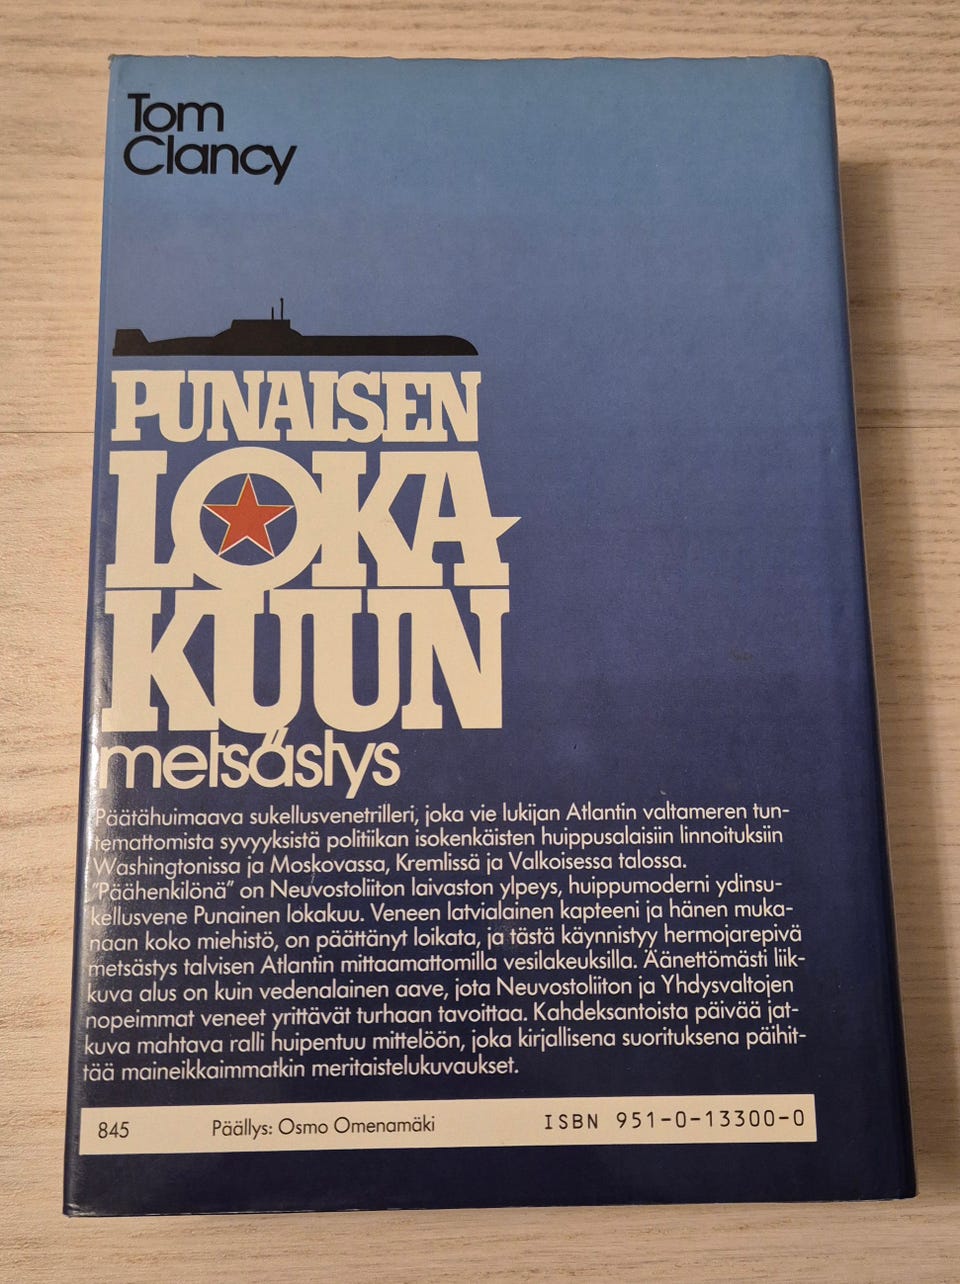 Tom
Clancy
PUNAISEN
LOKA
KUUN
metsästys
Päätähuimaava sukellusvenetrilleri, joka vie lukijan Atlantin valtameren tun-
temattomista syvyyksistä politiikan isokenkäisten huippusalaisiin linnoituksiin
Washingtonissa ja Moskovassa, Kremlissä ja Valkoisessa talossa.
"Päähenkilönä" on Neuvostoliiton laivaston ylpeys, huippumoderni ydinsu-
kellusvene Punainen lokakuu. Veneen latvialainen kapteeni ja hänen muka-
naan koko miehistö, on päättänyt loikata, ja tästä käynnistyy hermojarepivä
metsästys talvisen Atlantin mittaamattomilla vesilakeuksilla. Äänettömästi liik-
kuva alus on kuin vedenalainen aave, jota Neuvostoliiton ja Yhdysvaltojen
nopeimmat veneet yrittävät turhaan tavoittaa. Kahdeksantoista päivää jat-
kuva mahtava ralli huipentuu mittelöön, joka kirjallisena suorituksena päihit-
tää maineikkaimmatkin meritaistelukuvaukset.
845 Päällys: Osmo Omenamäki ISBN 951-0-13300-0